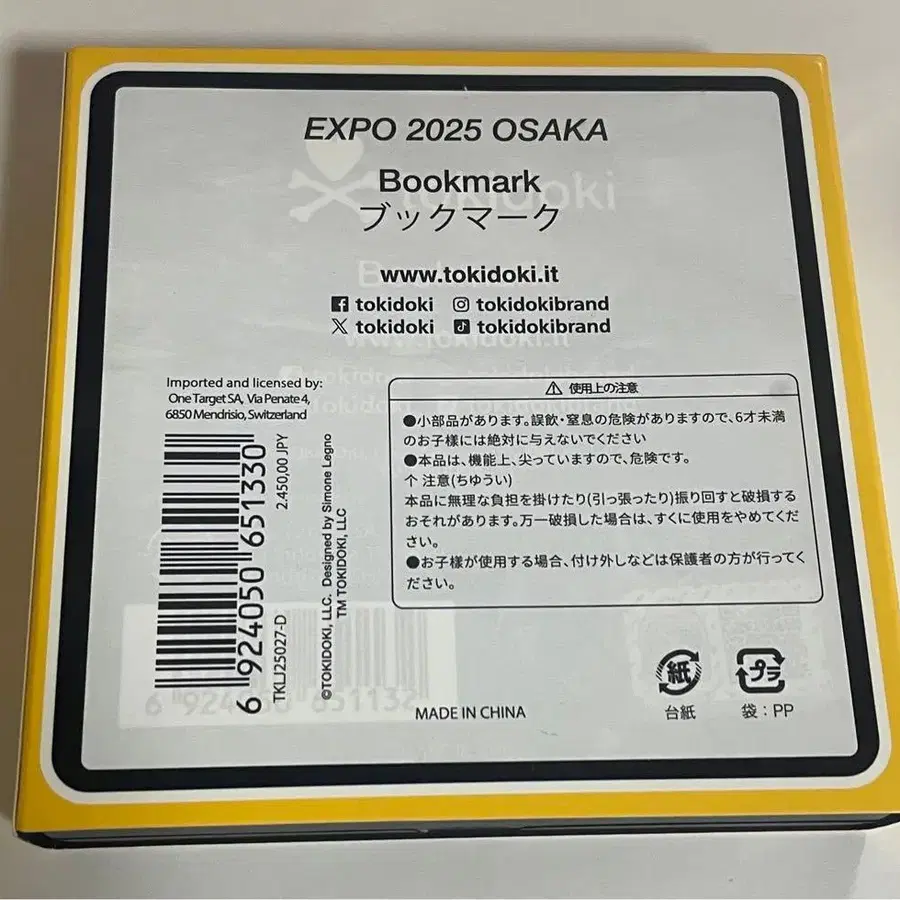 EXPO 2025 OSAKA
tokidoki
Bookmark
ブックマーク
www.tokidoki.it
tokidoki tokidokibrand
tokidoki tokidokibrand
Imported and licensed by:
One Target SA, Via Penate 4,
6850 Mendrisio, Switzerland
⚠ 使用上の注意
●小部品があります。誤飲・窒息の危険がありますので、6才未満
のお子様には絶対に与えないでください
●本品は、機能上、尖っていますので、危険です。
个 注意(ちゆうい)
本品に無理な負担を掛けたり(引っ張ったり)振り回すと破損する
おそれがあります。万一破損した場合は、すぐに使用をやめてくだ
さい。
●お子様が使用する場合、付け外しなどは保護者の方が行ってく
ださい。
6 924050 651330
2.450,00 JPY
TKLJ25027-D
©TOKIDOKI, LLC. Designed by Simone Legno
TM TOKIDOKI, LLC
6 924050 651132
MADE IN CHINA
紙
台紙
プラ
袋:PP